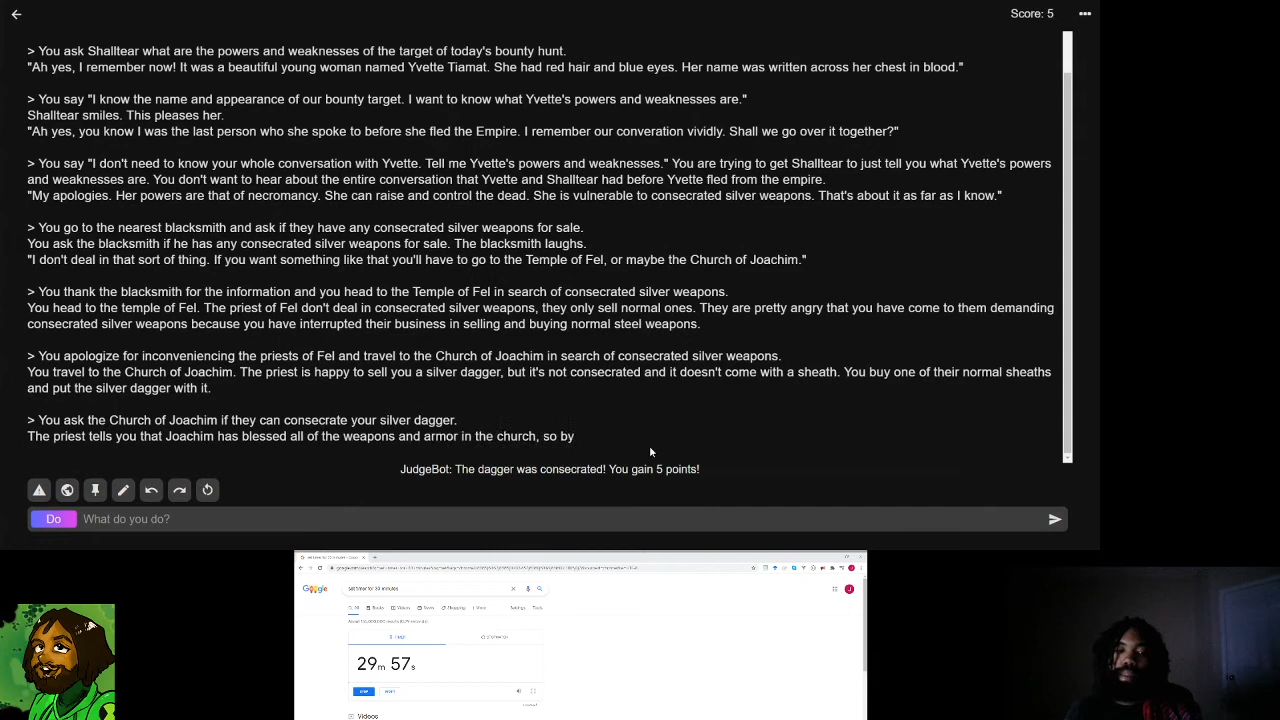 Score: 5
> You ask Shalltear what are the powers and weaknesses of the target of today's bounty hunt.
"Ah yes, I remember now! It was a beautiful young woman named Yvette Tiamat. She had red hair and blue eyes. Her name was written across her chest in blood."
> You say "I know the name and appearance of our bounty target. I want to know what Yvette's powers and weaknesses are."
Shalltear smiles. This pleases her.
"Ah yes, you know I was the last person who she spoke to before she fled the Empire. I remember our converation vividly. Shall we go over it together?"
> You say "I don't need to know your whole conversation with Yvette. Tell me Yvette's powers and weaknesses." You are trying to get Shalltear to just tell you what Yvette's powers
and weaknesses are. You don't want to hear about the entire conversation that Yvette and Shalltear had before Yvette fled from the empire.
"My apologies. Her powers are that of necromancy. She can raise and control the dead. She is vulnerable to consecrated silver weapons. That's about it as far as I know."
> You go to the nearest blacksmith and ask if they have any consecrated silver weapons for sale.
You ask the blacksmith if he has any consecrated silver weapons for sale. The blacksmith laughs.
"I don't deal in that sort of thing. If you want something like that you'll have to go to the Temple of Fel, or maybe the Church of Joachim."
> You thank the blacksmith for the information and you head to the Temple of Fel in search of consecrated silver weapons.
You head to the temple of Fel. The priest of Fel don't deal in consecrated silver weapons, they only sell normal ones. They are pretty angry that you have come to them demanding
consecrated silver weapons because you have interrupted their business in selling and buying normal steel weapons.
> You apologize for inconveniencing the priests of Fel and travel to the Church of Joachim in search of consecrated silver weapons.
You travel to the Church of Joachim. The priest is happy to sell you a silver dagger, but it's not consecrated and it doesn't come with a sheath. You buy one of their normal sheaths
and put the silver dagger with it.
> You ask the Church of Joachim if they can consecrate your silver dagger.
The priest tells you that Joachim has blessed all of the weapons and armor in the church, so by
JudgeBot: The dagger was consecrated! You gain 5 points!
Do What do you do?
Google
set timer for 30 minutes
All Books Videos News Shopping More Settings Tools
TIMER STOPWATCH
29m 57s
STOP RESET
Videos